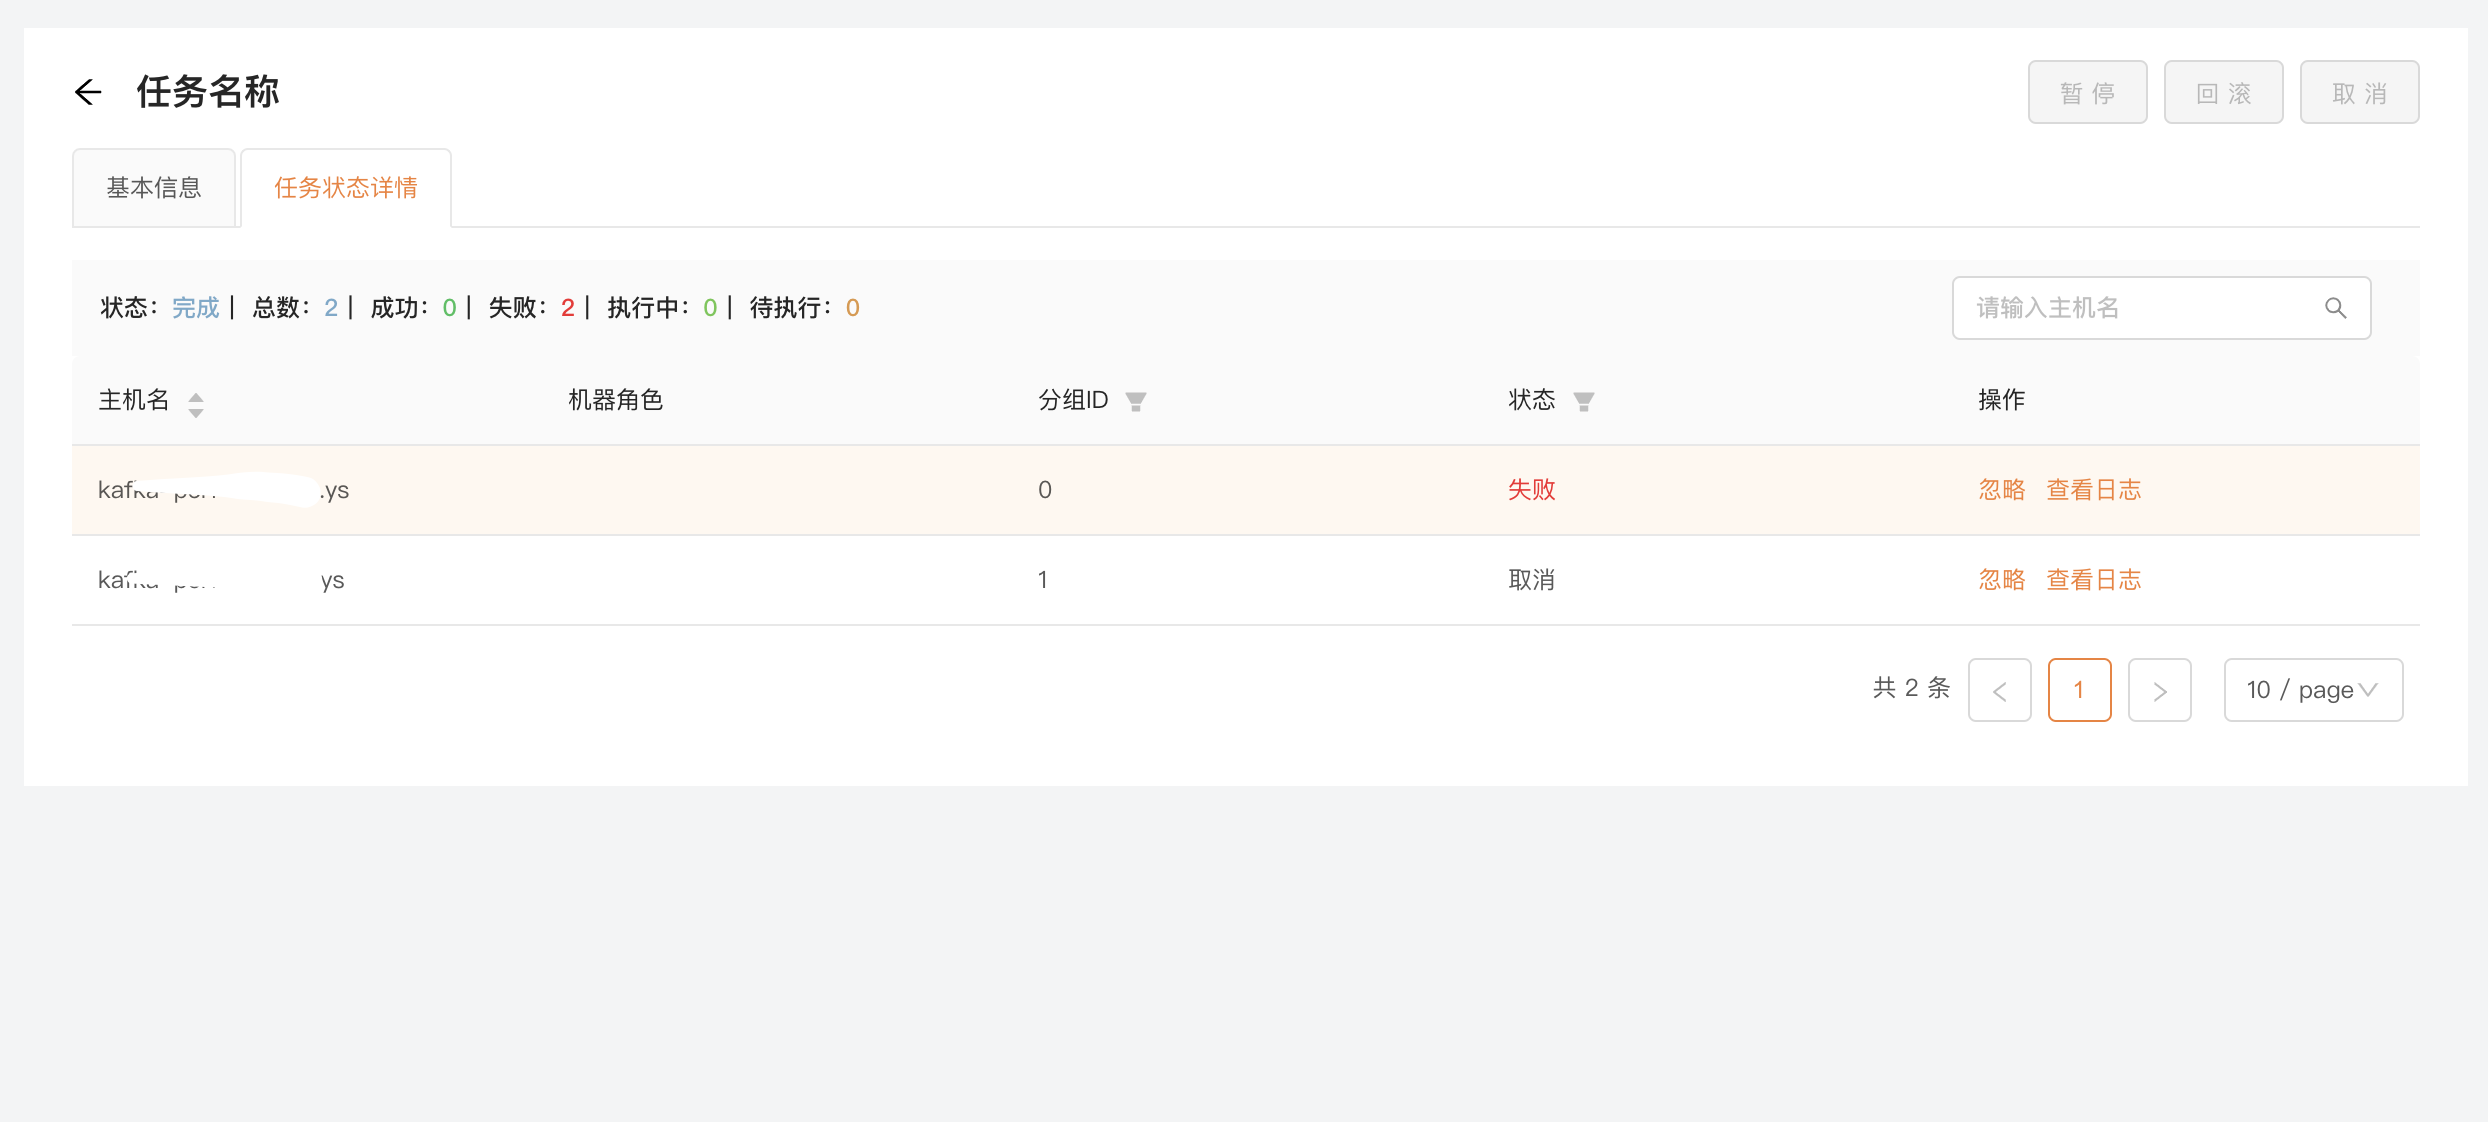 任务名称
暂 停 回 滚 取 消
基本信息 任务状态详情
状态：完成 | 总数：2 | 成功：0 | 失败：2 | 执行中：0 | 待执行：0 请输入主机名
主机名 机器角色 分组ID 状态 操作
.ys 0 失败 忽略 查看日志
ys 1 取消 忽略 查看日志
共 2 条 < 1 > 10 / page